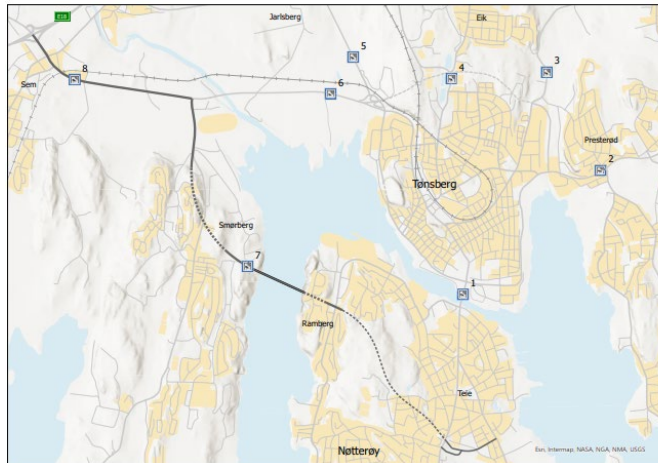 E18
Jarlsberg
Eik
5
4
3
8
6
Sem
Presterød
2
Tønsberg
Smørberg
7
1
Ramberg
Teie
Nøtterøy
Esri, Intermap, NASA, NGA, NMA, USGS